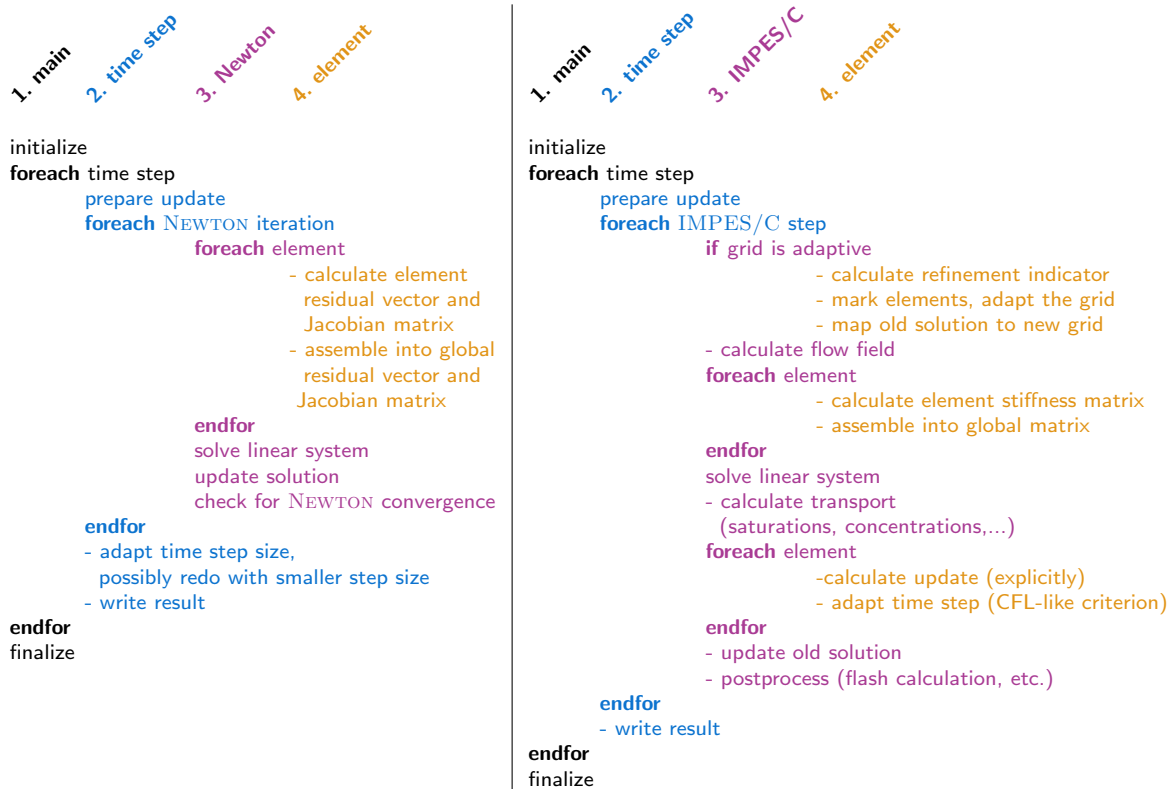 1. main
2. time step
3. Newton
4. element
initialize
foreach time step
prepare update
foreach NEWTON iteration
foreach element
- calculate element
residual vector and
Jacobian matrix
- assemble into global
residual vector and
Jacobian matrix
endfor
solve linear system
update solution
check for NEWTON convergence
endfor
- adapt time step size,
possibly redo with smaller step size
- write result
endfor
finalize
1. main
2. time step
3. IMPES/C
4. element
initialize
foreach time step
prepare update
foreach IMPES/C step
if grid is adaptive
- calculate refinement indicator
- mark elements, adapt the grid
- map old solution to new grid
- calculate flow field
foreach element
- calculate element stiffness matrix
- assemble into global matrix
endfor
solve linear system
- calculate transport
(saturations, concentrations,...)
foreach element
-calculate update (explicitly)
- adapt time step (CFL-like criterion)
endfor
- update old solution
- postprocess (flash calculation, etc.)
endfor
- write result
endfor
finalize